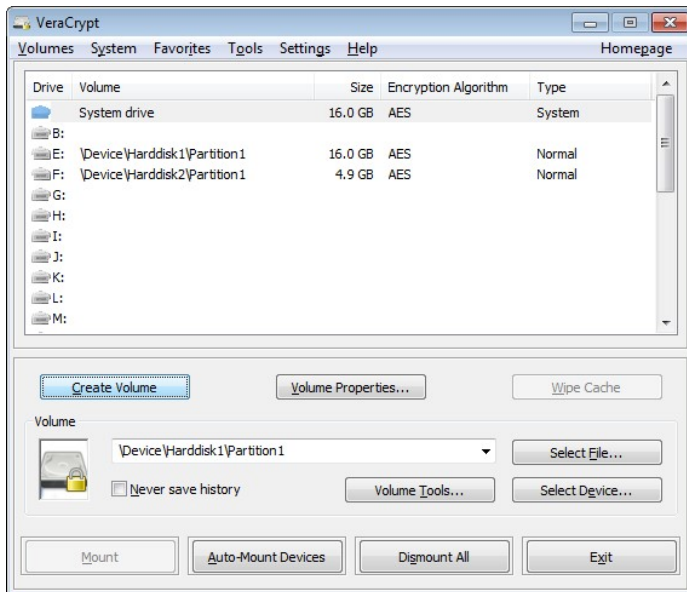 VeraCrypt
Volumes System Favorites Tools Settings Help Homepage
Drive Volume Size Encryption Algorithm Type
System drive 16.0 GB AES System
B:
E: \Device\Harddisk1\Partition1 16.0 GB AES Normal
F: \Device\Harddisk2\Partition1 4.9 GB AES Normal
G:
H:
I:
J:
K:
L:
M:
Create Volume Volume Properties... Wipe Cache
Volume
\Device\Harddisk1\Partition1 Select File...
Never save history Volume Tools... Select Device...
Mount Auto-Mount Devices Dismount All Exit